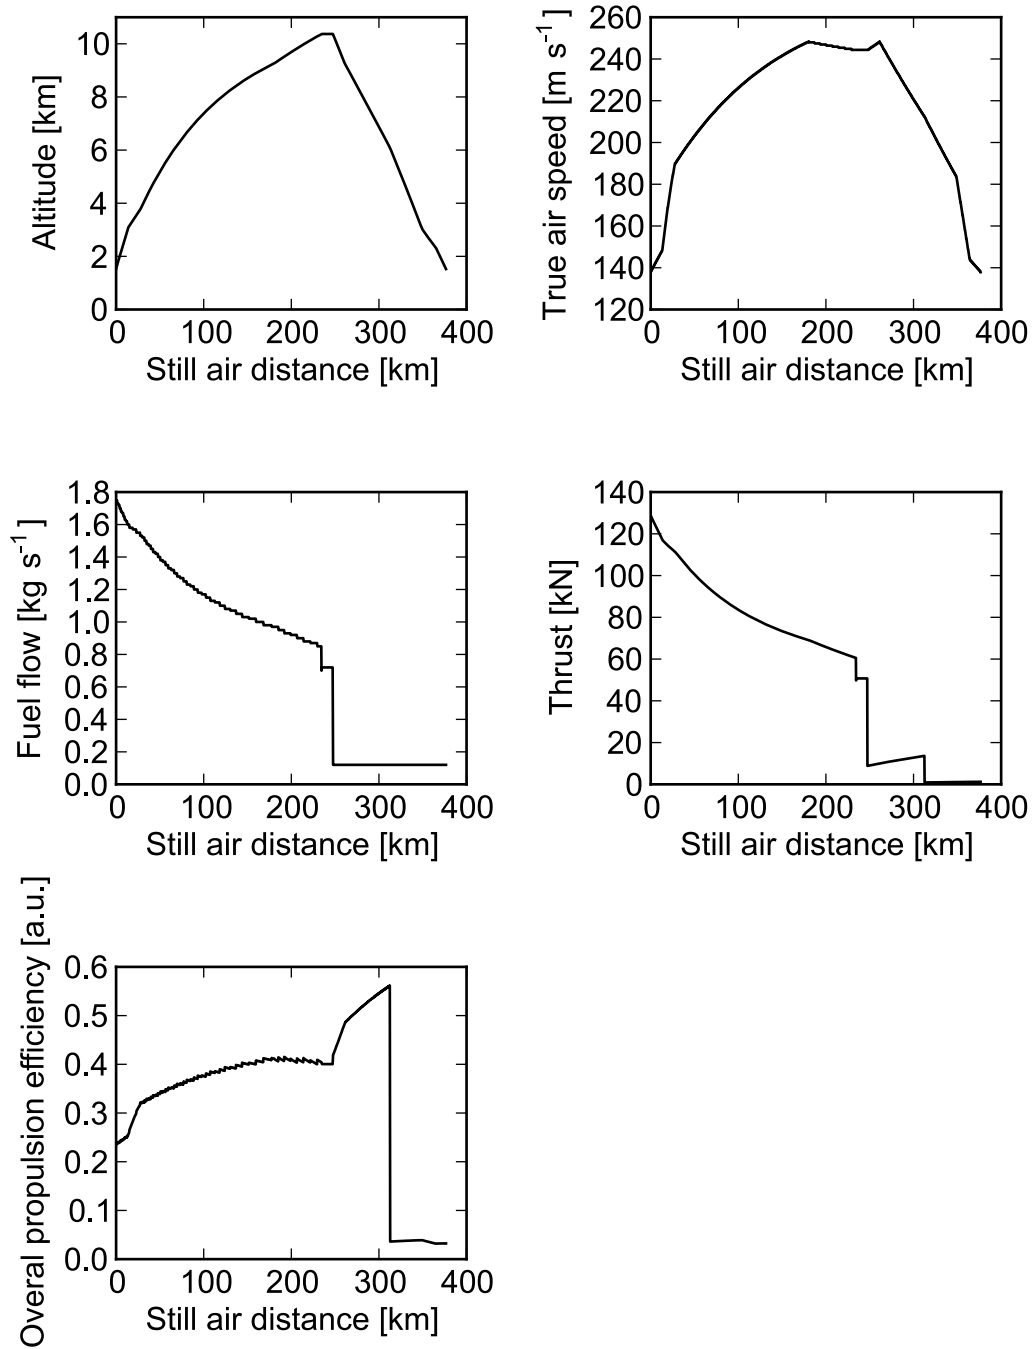 Altitude [km]
10
8
6
4
2
0
0 100 200 300 400
Still air distance [km]
True air speed [m s⁻¹]
260
240
220
200
180
160
140
120
0 100 200 300 400
Still air distance [km]
Fuel flow [kg s⁻¹]
1.8
1.6
1.4
1.2
1.0
0.8
0.6
0.4
0.2
0.0
0 100 200 300 400
Still air distance [km]
Thrust [kN]
140
120
100
80
60
40
20
0
0 100 200 300 400
Still air distance [km]
Overal propulsion efficiency [a.u.]
0.6
0.5
0.4
0.3
0.2
0.1
0.0
0 100 200 300 400
Still air distance [km]